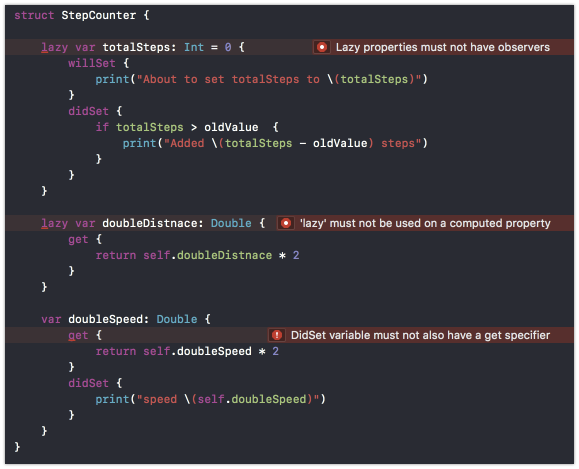 struct StepCounter {
lazy var totalSteps: Int = 0 { Lazy properties must not have observers
willSet {
print("About to set totalSteps to \(totalSteps)")
}
didSet {
if totalSteps > oldValue  {
print("Added \(totalSteps - oldValue) steps")
}
}
}
lazy var doubleDistnace: Double { 'lazy' must not be used on a computed property
get {
return self.doubleDistnace * 2
}
}
var doubleSpeed: Double {
get { DidSet variable must not also have a get specifier
return self.doubleSpeed * 2
}
didSet {
print("speed \(self.doubleSpeed)")
}
}
}